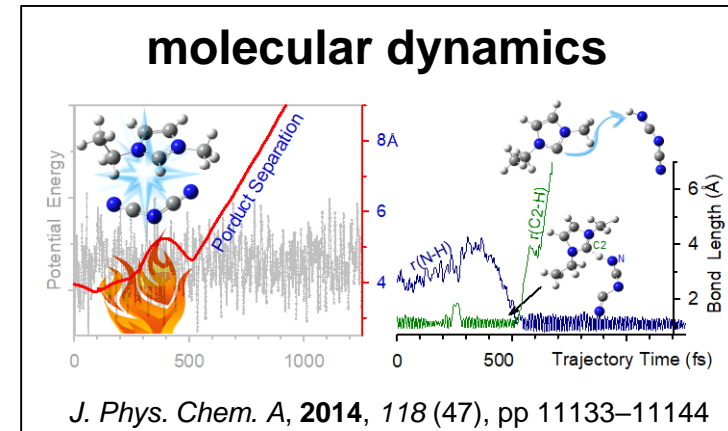 molecular dynamics
Potential Energy
Porduct Separation
8Å
6
4
0
500
1000
r(N-H)
r(C2-H)
C2
N
6
4
2
Bond Length (Å)
0
500
Trajectory Time (fs)
J. Phys. Chem. A, 2014, 118 (47), pp 11133–11144